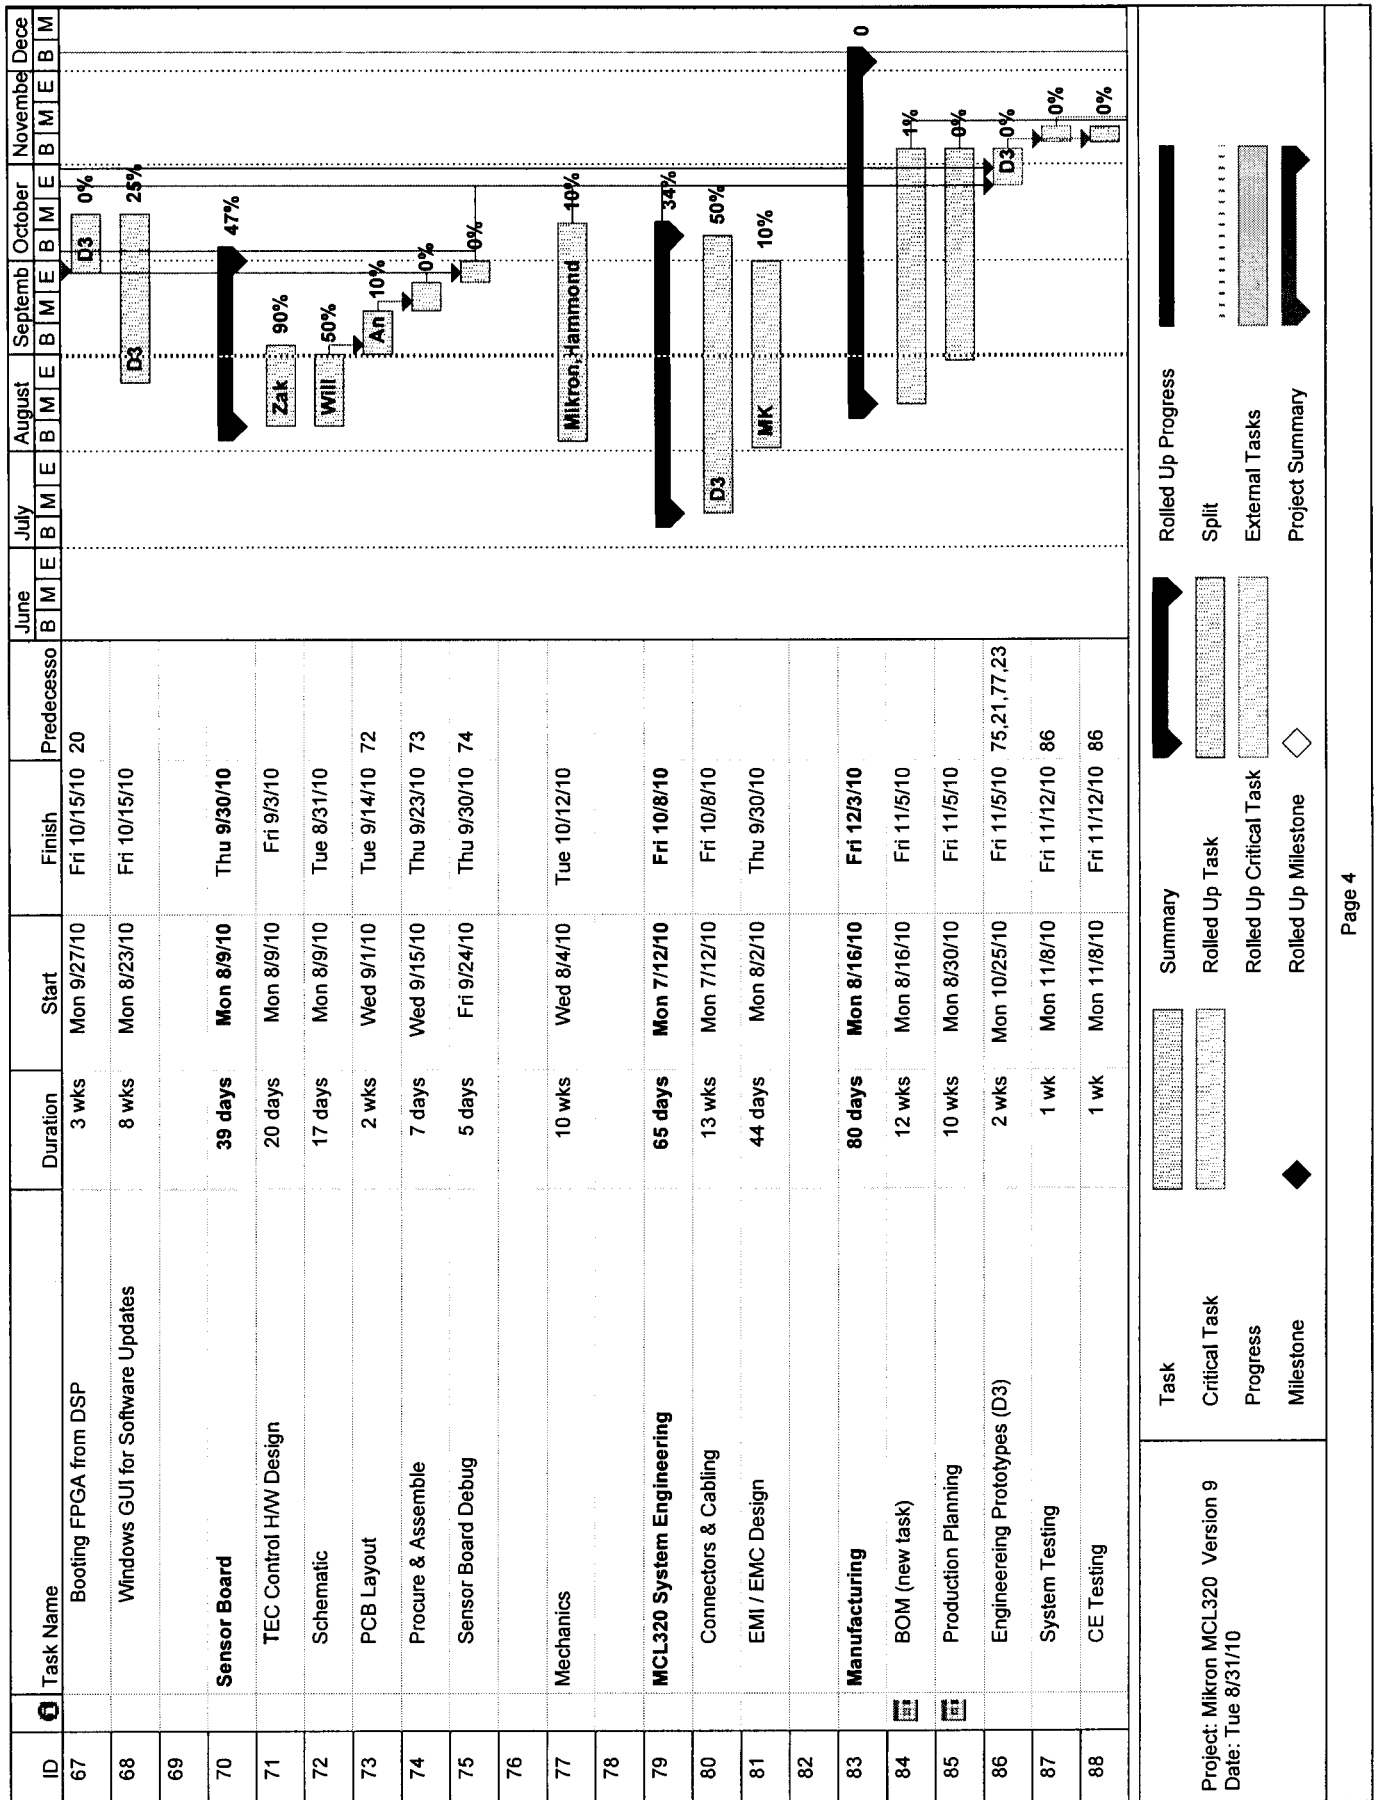 ID Task Name Duration Start Finish Predecesso June July August Septemb October Novembe Dece
B M E B M E B M E B M E B M E B M E B M
67 Booting FPGA from DSP 3 wks Mon 9/27/10 Fri 10/15/10 20 D3 0%
68 Windows GUI for Software Updates 8 wks Mon 8/23/10 Fri 10/15/10 D3 25%
69
70 Sensor Board 39 days Mon 8/9/10 Thu 9/30/10 47%
71 TEC Control H/W Design 20 days Mon 8/9/10 Fri 9/3/10 Zak 90%
72 Schematic 17 days Mon 8/9/10 Tue 8/31/10 Will 50%
73 PCB Layout 2 wks Wed 9/1/10 Tue 9/14/10 72 An 10%
74 Procure & Assemble 7 days Wed 9/15/10 Thu 9/23/10 73 0%
75 Sensor Board Debug 5 days Fri 9/24/10 Thu 9/30/10 74 0%
76
77 Mechanics 10 wks Wed 8/4/10 Tue 10/12/10 Mikron,Hammond 10%
78
79 MCL320 System Engineering 65 days Mon 7/12/10 Fri 10/8/10 34%
80 Connectors & Cabling 13 wks Mon 7/12/10 Fri 10/8/10 D3 50%
81 EMI / EMC Design 44 days Mon 8/2/10 Thu 9/30/10 MK 10%
82
83 Manufacturing 80 days Mon 8/16/10 Fri 12/3/10 0
84 BOM (new task) 12 wks Mon 8/16/10 Fri 11/5/10 1%
85 Production Planning 10 wks Mon 8/30/10 Fri 11/5/10 0%
86 Engineereing Prototypes (D3) 2 wks Mon 10/25/10 Fri 11/5/10 75,21,77,23 D3 0%
87 System Testing 1 wk Mon 11/8/10 Fri 11/12/10 86 0%
88 CE Testing 1 wk Mon 11/8/10 Fri 11/12/10 86 0%
Project: Mikron MCL320 Version 9
Date: Tue 8/31/10
Task Summary Rolled Up Progress
Critical Task Rolled Up Task Split
Progress Rolled Up Critical Task External Tasks
Milestone Rolled Up Milestone Project Summary
Page 4